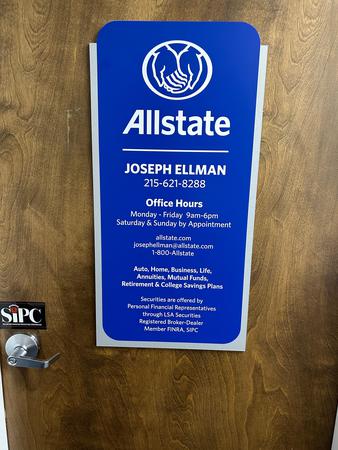 Allstate
JOSEPH ELLMAN
215-621-8288
Office Hours
Monday - Friday 9am-6pm
Saturday & Sunday by Appointment
allstate.com
josephellman@allstate.com
1-800-Allstate
Auto, Home, Business, Life,
Annuities, Mutual Funds,
Retirement & College Savings Plans
Securities are offered by
Personal Financial Representatives
through LSA Securities
Registered Broker-Dealer
Member FINRA, SIPC
SiPC